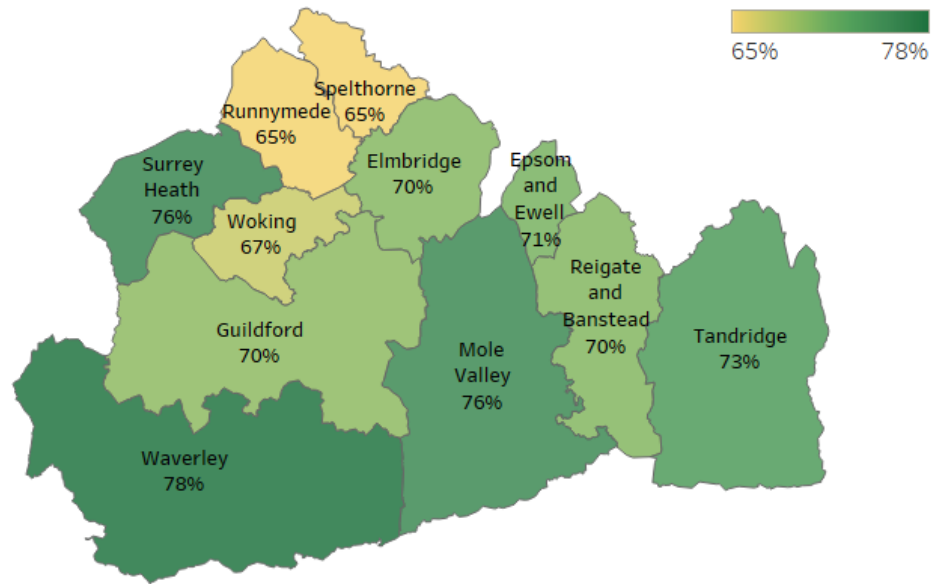 65%
78%
Spelthorne
65%
Runnymede
65%
Elmbridge
70%
Surrey
Heath
76%
Epsom
and
Ewell
71%
Woking
67%
Reigate
and
Banstead
70%
Guildford
70%
Mole
Valley
76%
Tandridge
73%
Waverley
78%